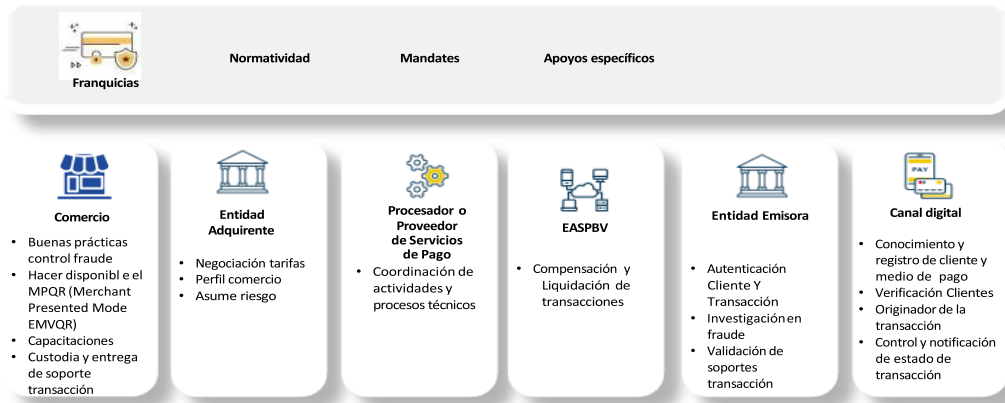 Franquicias
Normatividad
Mandates
Apoyos específicos
PAY
Comercio
• Buenas prácticas
control fraude
• Hacer disponibl e el
MPQR (Merchant
Presented Mode
EMVQR)
• Capacitaciones
• Custodia y entrega
de soporte
transacción
Entidad
Adquirente
• Negociación tarifas
• Perfil comercio
• Asume riesgo
Procesador o
Proveedor
de Servicios
de Pago
• Coordinación de
actividades y
procesos técnicos
EASPBV
• Compensación y
Liquidación de
transacciones
Entidad Emisora
• Autenticación
Cliente Y
Transacción
• Investigación en
fraude
• Validación de
soportes
transacción
Canal digital
• Conocimiento y
registro de cliente y
medio de pago
• Verificación Clientes
• Originador de la
transacción
• Control y notificación
de estado de
transacción